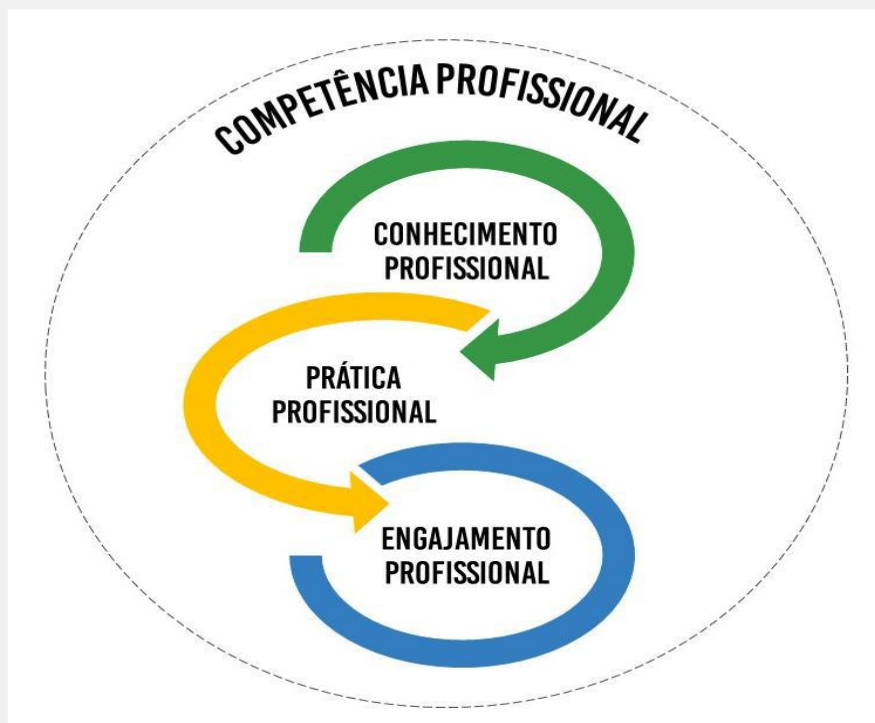 COMPETÊNCIA PROFISSIONAL
CONHECIMENTO
PROFISSIONAL
PRÁTICA
PROFISSIONAL
ENGAJAMENTO
PROFISSIONAL